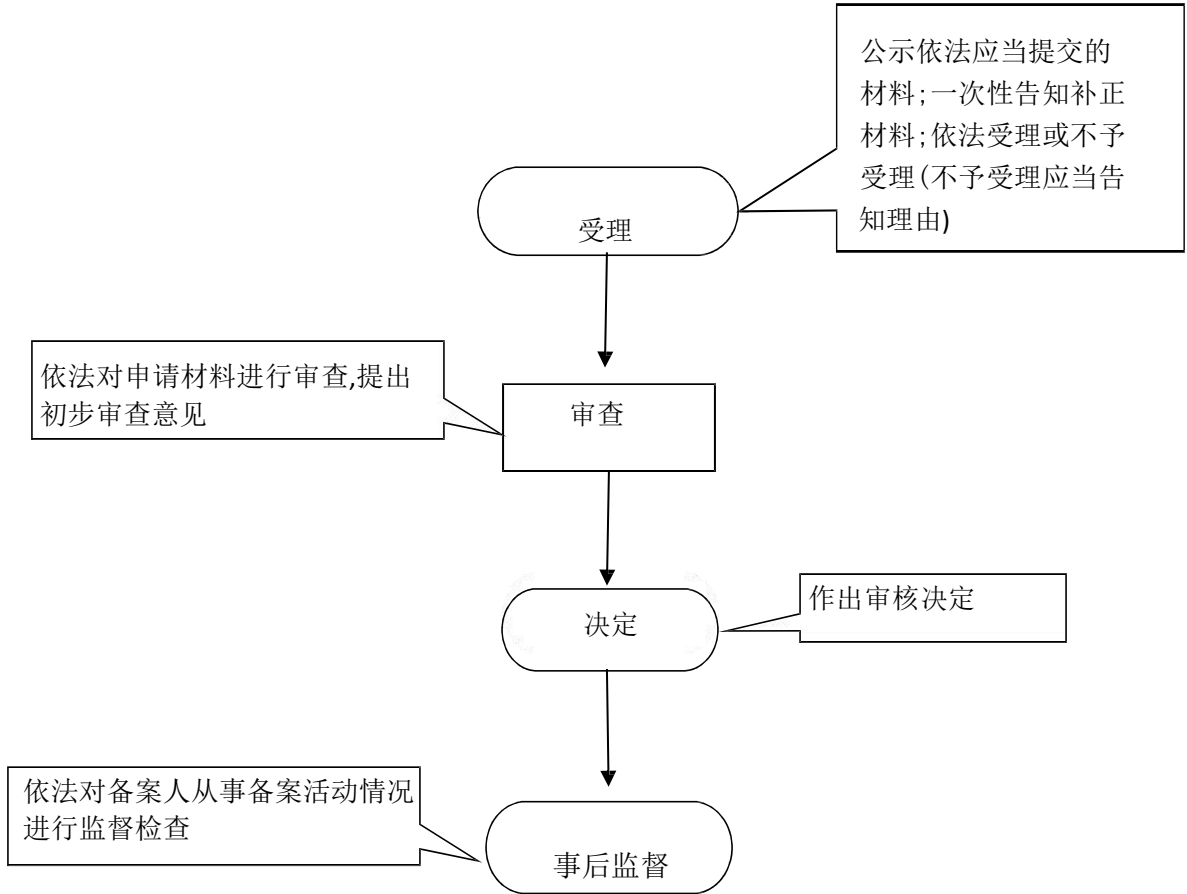 公示依法应当提交的
材料;一次性告知补正
材料;依法受理或不予
受理(不予受理应当告
知理由)
受理
依法对申请材料进行审查,提出
初步审查意见
审查
决定
作出审核决定
依法对备案人从事备案活动情况
进行监督检查
事后监督